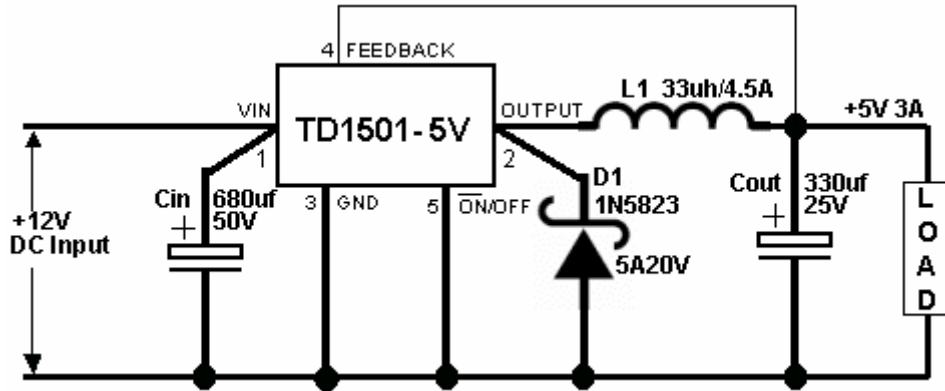 4 FEEDBACK
L1 33uh/4.5A
VIN
OUTPUT
+5V 3A
TD1501-5V
1
2
D1
1N5823
Cin
680uf
50V
+
3 GND
5 ON/OFF
Cout
330uf
25V
+
LOAD
+12V
DC Input
5A20V